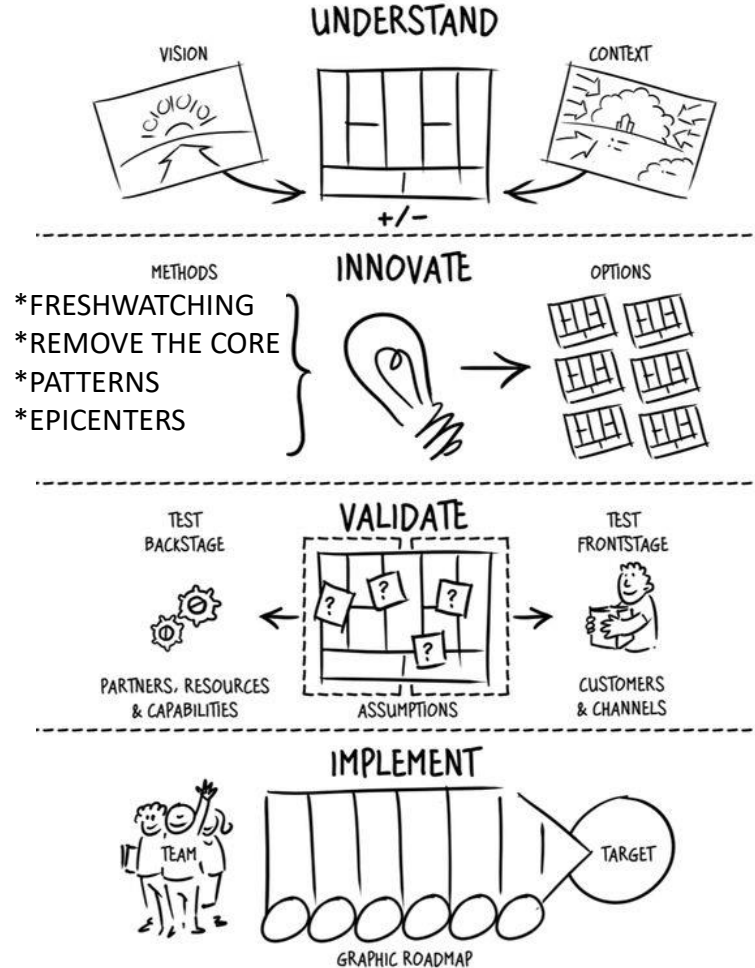 UNDERSTAND
VISION
CONTEXT
+/-
METHODS
INNOVATE
OPTIONS
*FRESHWATCHING
*REMOVE THE CORE
*PATTERNS
*EPICENTERS
TEST
BACKSTAGE
VALIDATE
TEST
FRONTSTAGE
?
?
?
?
PARTNERS, RESOURCES
& CAPABILITIES
ASSUMPTIONS
CUSTOMERS
& CHANNELS
IMPLEMENT
TEAM
TARGET
GRAPHIC ROADMAP